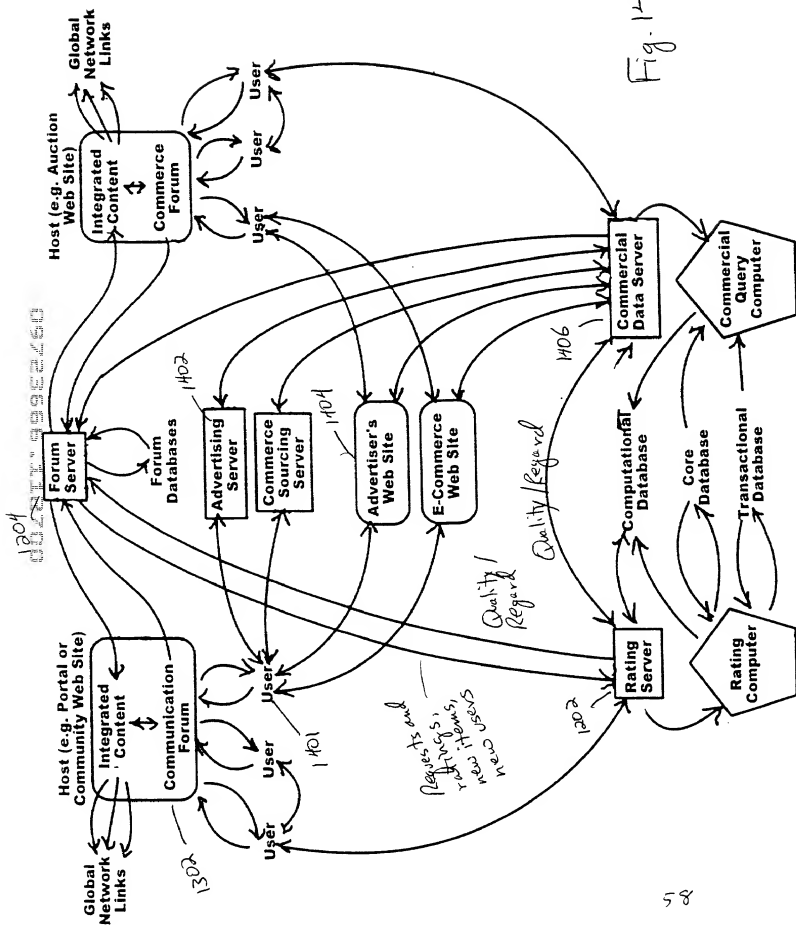 Fig. 14
Host (e.g. Auction
Web Site)
Global
Network
Links
Integrated
Content
Commerce
Forum
User
User
User
1204
Forum
Server
Forum
Databases
1402
Advertising
Server
Commerce
Sourcing
Server
1404
Advertiser's
Web Site
E-Commerce
Web Site
1406
Commercial
Data Server
Commercial
Query
Computer
Host (e.g. Portal or
Community Web Site)
Global
Network
Links
Integrated
Content
Communication
Forum
1302
User
User
User
1401
Requests and
ratings,
new items,
new users
Quality /
Regard
Quality/Regard
Computational
Database
Core
Database
Transactional
Database
1202
Rating
Server
Rating
Computer
58